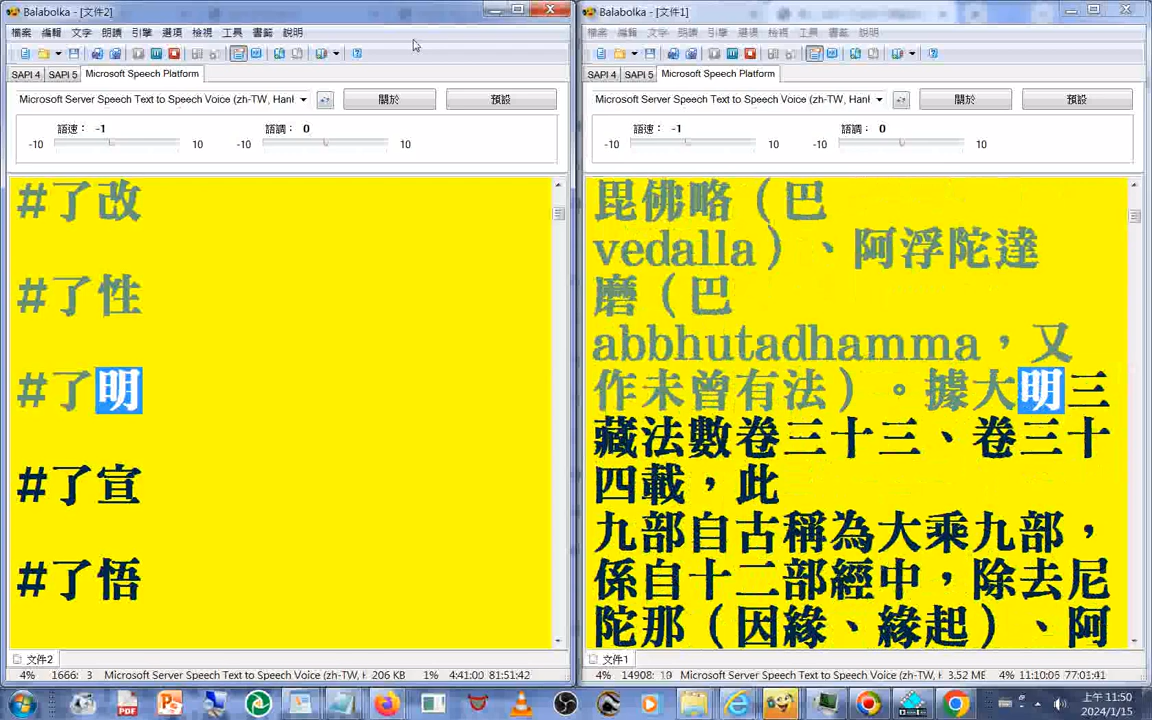 Balabolka - [文件2]
檔案 編輯 文字 朗讀 引擎 選項 檢視 工具 書籤 說明
SAPI 4 SAPI 5 Microsoft Speech Platform
Microsoft Server Speech Text to Speech Voice (zh-TW, Hanl
關於 預設
語速： -1 語調： 0
-10 10 -10 10
#了改
#了性
#了明
#了宣
#了悟
文件2
4% 1666: 3 Microsoft Server Speech Text to Speech Voice (zh-TW, Ha 206 KB 1% 4:41:00 81:51:42
Balabolka - [文件1]
檔案 編輯 文字 朗讀 引擎 選項 檢視 工具 書籤 說明
SAPI 4 SAPI 5 Microsoft Speech Platform
Microsoft Server Speech Text to Speech Voice (zh-TW, Hanl
關於 預設
語速： -1 語調： 0
-10 10 -10 10
毘佛略（巴
vedalla）、阿浮陀達
磨（巴
abbhutadhamma，又
作未曾有法）。據大明三
藏法數卷三十三、卷三十
四載，此
九部自古稱為大乘九部，
係自十二部經中，除去尼
陀那（因緣、緣起）、阿
文件1
4% 14908: 10 Microsoft Server Speech Text to Speech Voice (zh-TW, Ha 3.52 MB 4% 11:10:05 77:03:41
上午 11:50
2024/1/15